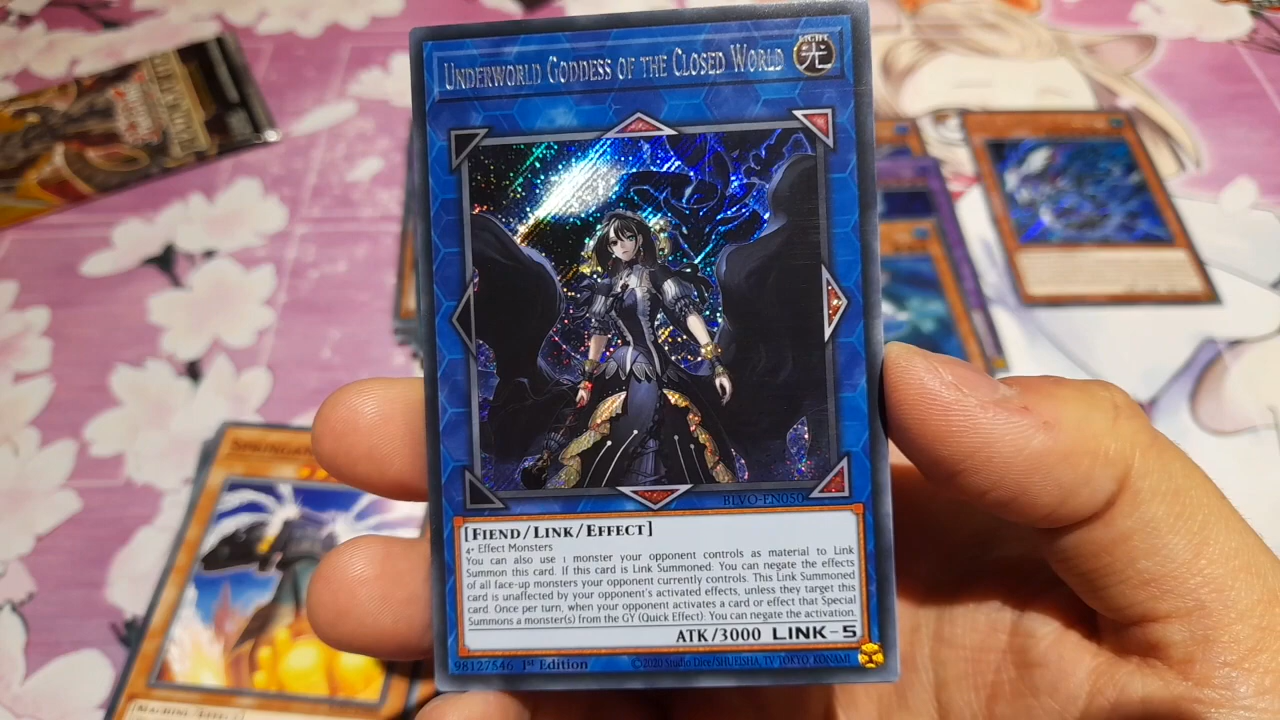 UNDERWORLD GODDESS OF THE CLOSED WORLD
LIGHT
光
BLVO-EN050
[FIEND/LINK/EFFECT]
4+ Effect Monsters
You can also use 1 monster your opponent controls as material to Link
Summon this card. If this card is Link Summoned: You can negate the effects
of all face-up monsters your opponent currently controls. This Link Summoned
card is unaffected by your opponent's activated effects, unless they target this
card. Once per turn, when your opponent activates a card or effect that Special
Summons a monster(s) from the GY (Quick Effect): You can negate the activation.
ATK/3000 LINK-5
98127546 1st Edition ©2020 Studio Dice/SHUEISHA, TV TOKYO, KONAMI
[MACHINE/EFFECT]